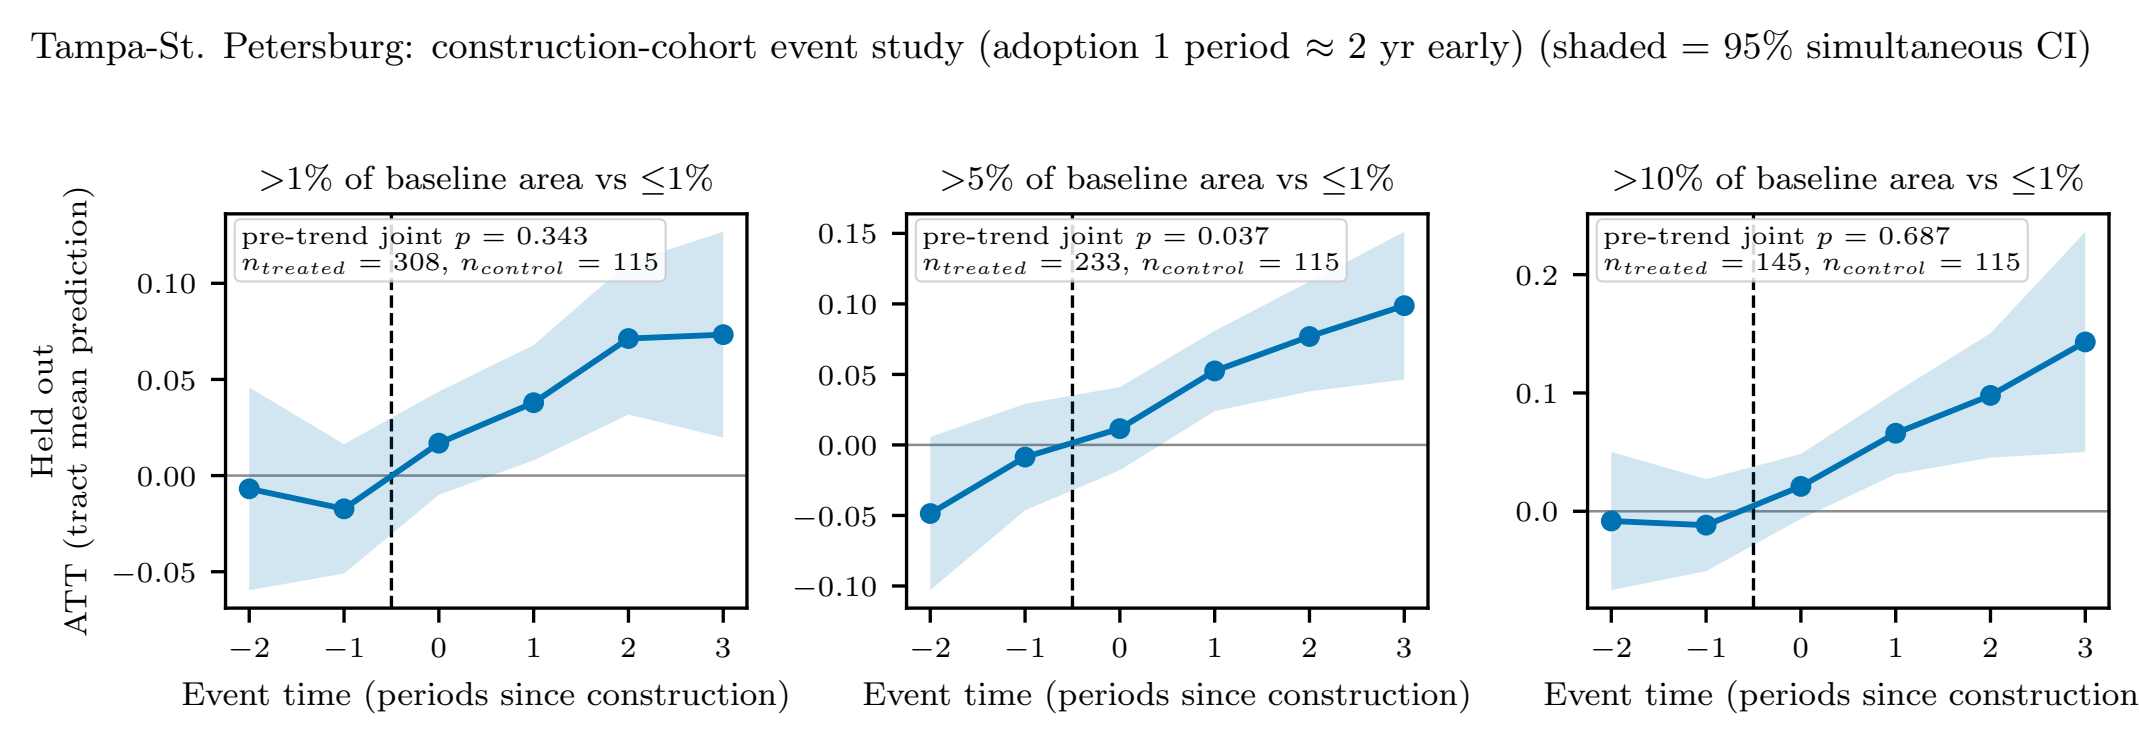 Tampa-St. Petersburg: construction-cohort event study (adoption 1 period ≈ 2 yr early) (shaded = 95% simultaneous CI)
Held out
ATT (tract mean prediction)
>1% of baseline area vs ≤1%
pre-trend joint p = 0.343
n_treated = 308, n_control = 115
0.10
0.05
0.00
−0.05
−2 −1 0 1 2 3
Event time (periods since construction)
>5% of baseline area vs ≤1%
pre-trend joint p = 0.037
n_treated = 233, n_control = 115
0.15
0.10
0.05
0.00
−0.05
−0.10
−2 −1 0 1 2 3
Event time (periods since construction)
>10% of baseline area vs ≤1%
pre-trend joint p = 0.687
n_treated = 145, n_control = 115
0.2
0.1
0.0
−2 −1 0 1 2 3
Event time (periods since construction